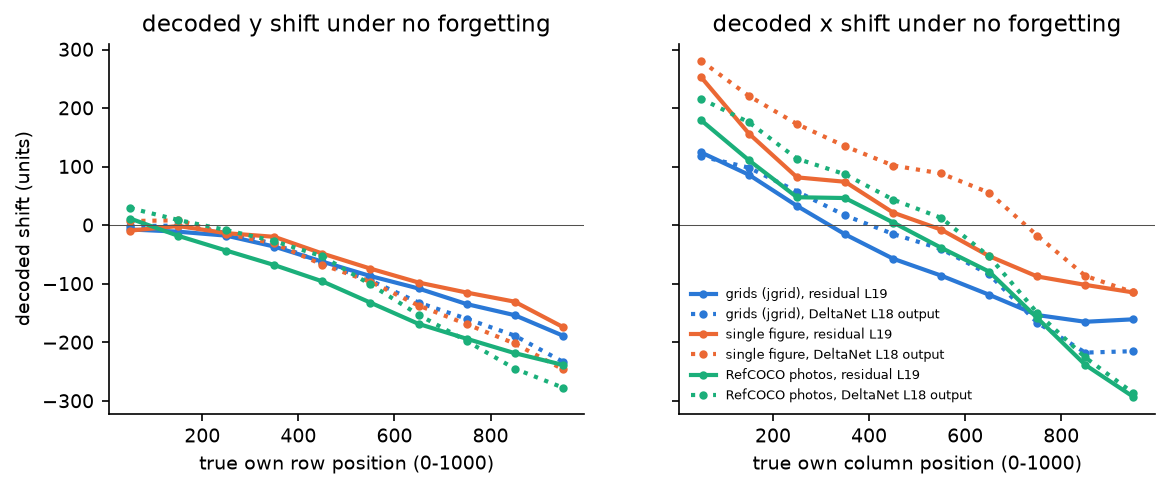 decoded y shift under no forgetting
decoded x shift under no forgetting
decoded shift (units)
300
200
100
0
−100
−200
−300
200
400
600
800
true own row position (0-1000)
grids (jgrid), residual L19
grids (jgrid), DeltaNet L18 output
single figure, residual L19
single figure, DeltaNet L18 output
RefCOCO photos, residual L19
RefCOCO photos, DeltaNet L18 output
200
400
600
800
true own column position (0-1000)